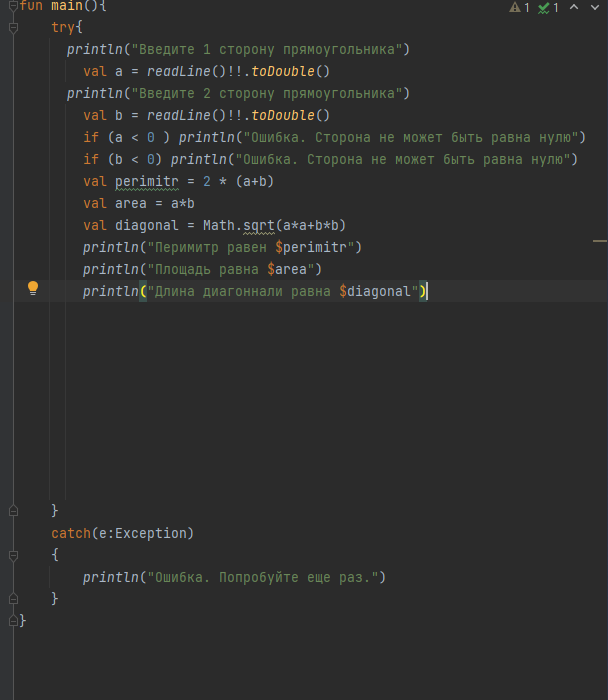 fun main(){ 1 1
try{
println("Введите 1 сторону прямоугольника")
val a = readLine()!!.toDouble()
println("Введите 2 сторону прямоугольника")
val b = readLine()!!.toDouble()
if (a < 0 ) println("Ошибка. Сторона не может быть равна нулю")
if (b < 0) println("Ошибка. Сторона не может быть равна нулю")
val perimitr = 2 * (a+b)
val area = a*b
val diagonal = Math.sqrt(a*a+b*b)
println("Перимитр равен $perimitr")
println("Площадь равна $area")
println("Длина диагоннали равна $diagonal")
}
catch(e:Exception)
{
println("Ошибка. Попробуйте еще раз.")
}
}